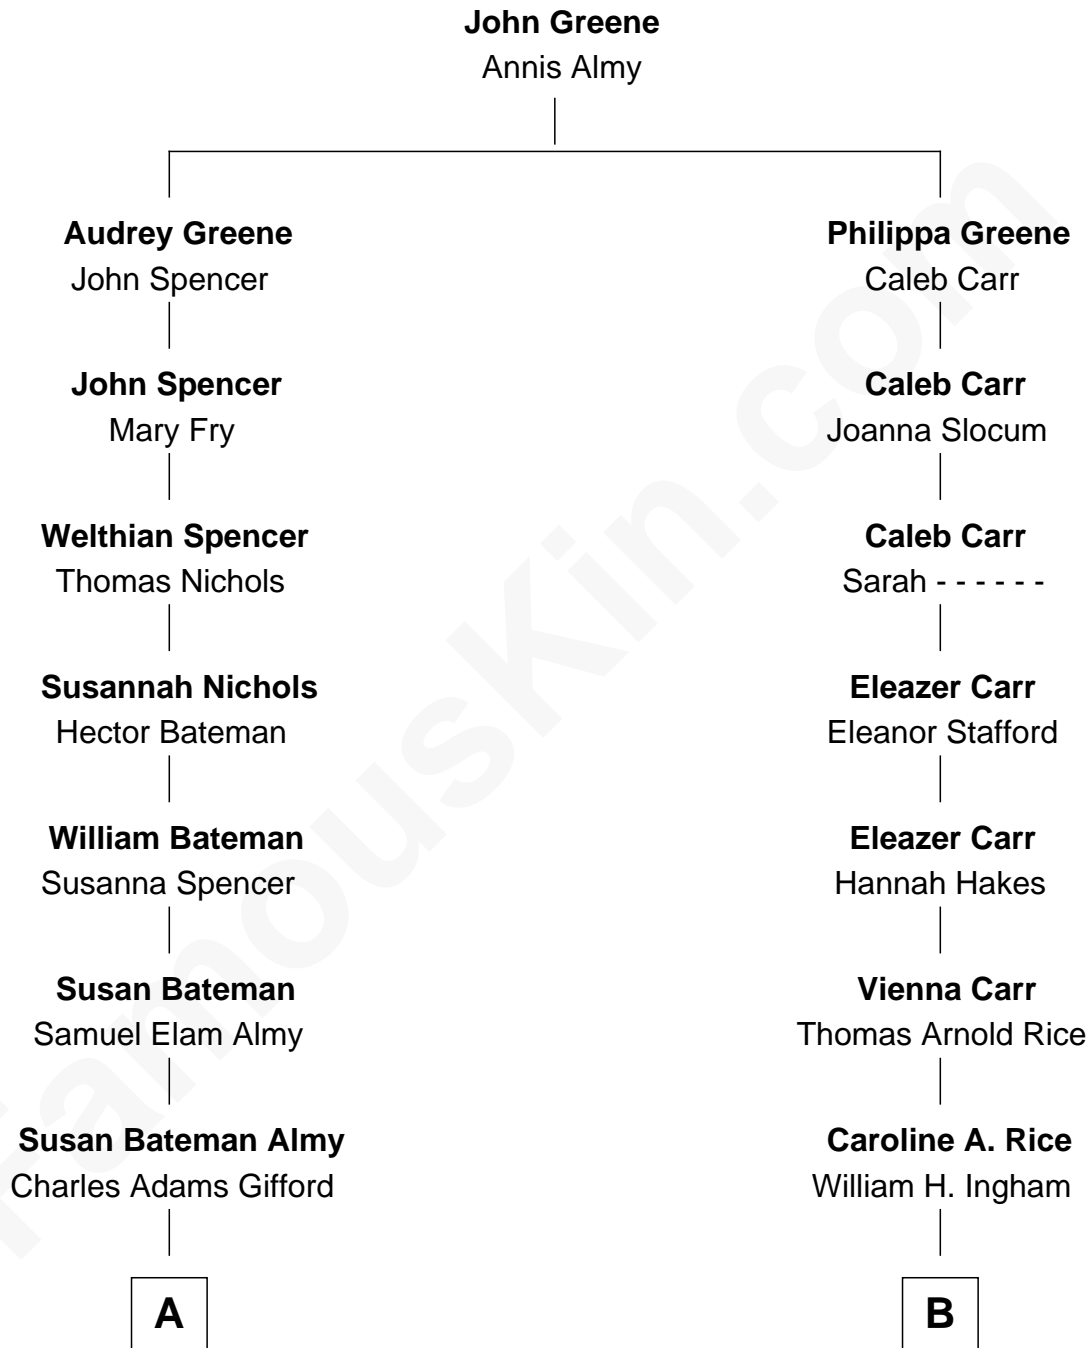 John Greene
Annis Almy
Audrey Greene
John Spencer
Philippa Greene
Caleb Carr
John Spencer
Mary Fry
Caleb Carr
Joanna Slocum
Welthian Spencer
Thomas Nichols
Caleb Carr
Sarah - - - - - -
Susannah Nichols
Hector Bateman
Eleazer Carr
Eleanor Stafford
William Bateman
Susanna Spencer
Eleazer Carr
Hannah Hakes
Susan Bateman
Samuel Elam Almy
Vienna Carr
Thomas Arnold Rice
Susan Bateman Almy
Charles Adams Gifford
Caroline A. Rice
William H. Ingham
A
B
FamousKin.com